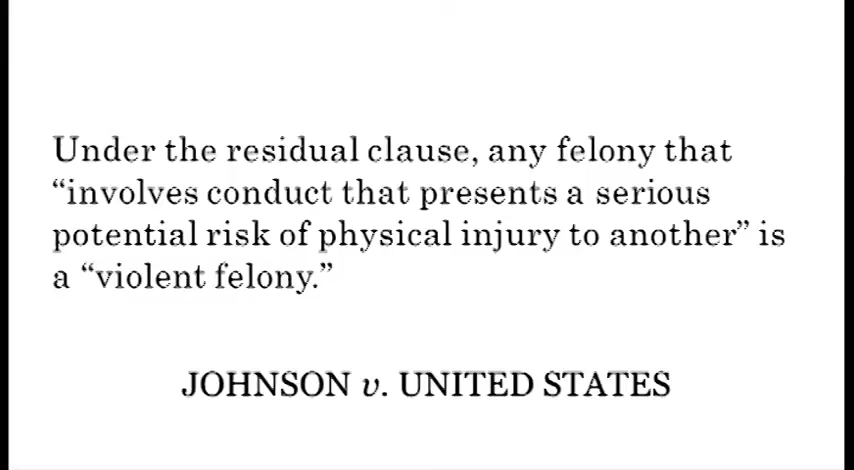 Under the residual clause, any felony that
“involves conduct that presents a serious
potential risk of physical injury to another” is
a “violent felony.”
JOHNSON v. UNITED STATES